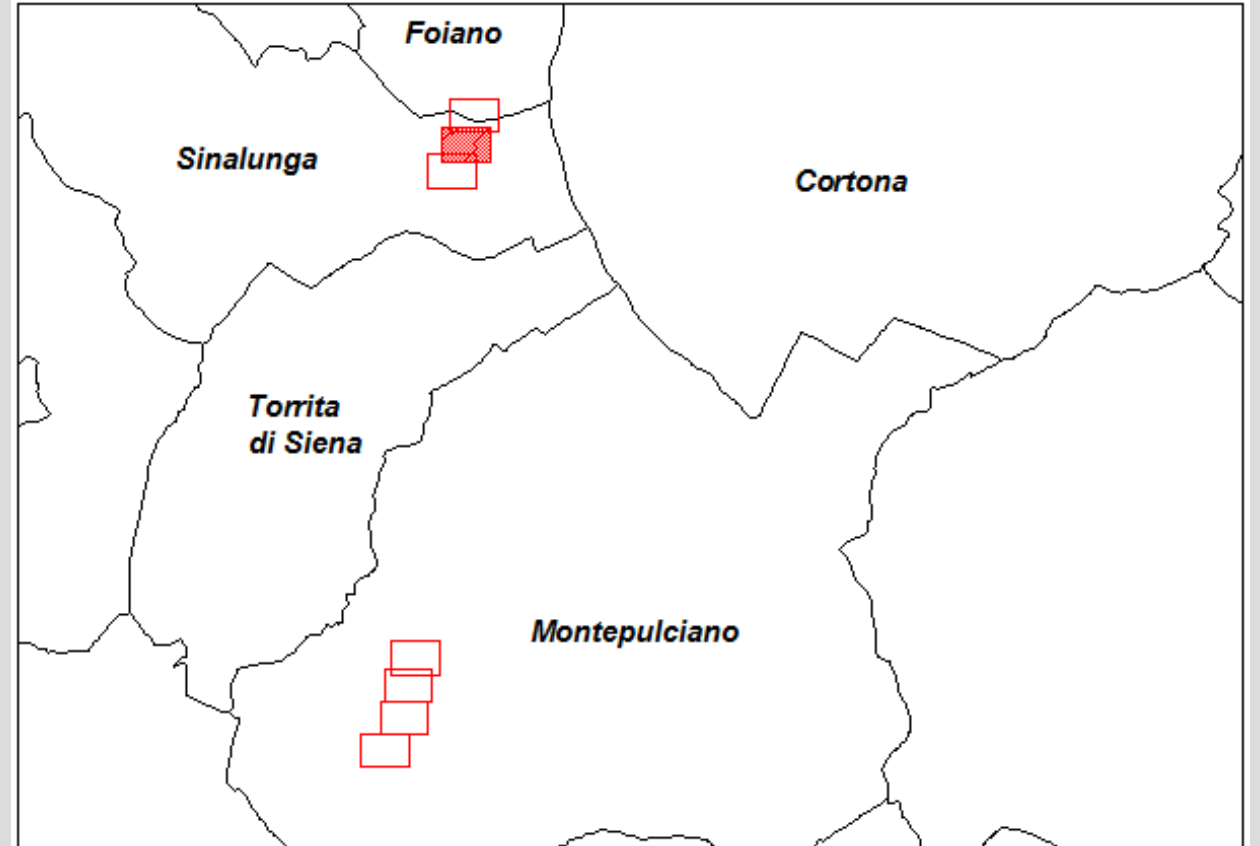 Foiano
Sinalunga
Cortona
Torrita
di Siena
Montepulciano